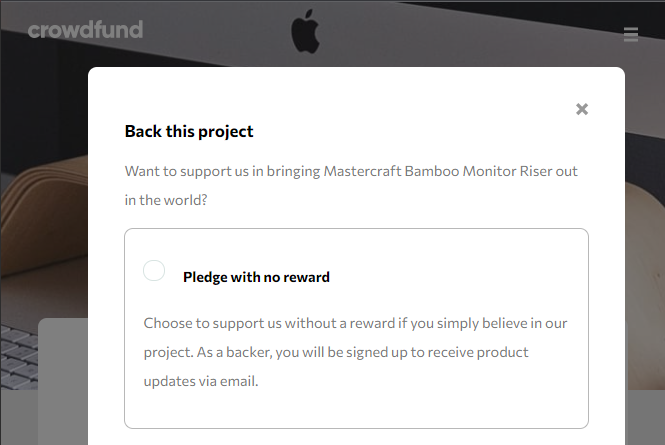 crowdfund
Back this project
Want to support us in bringing Mastercraft Bamboo Monitor Riser out
in the world?
Pledge with no reward
Choose to support us without a reward if you simply believe in our
project. As a backer, you will be signed up to receive product
updates via email.